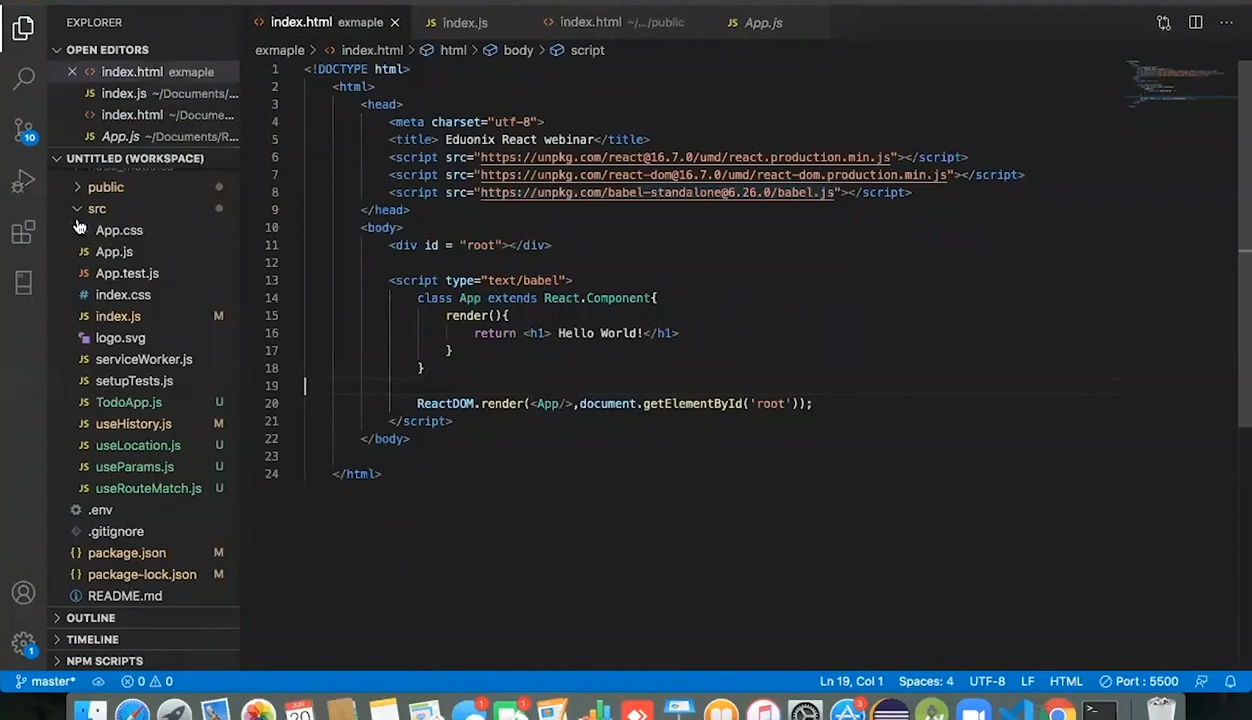 EXPLORER
index.html exmaple
index.js
index.html ~/.../public
App.js
OPEN EDITORS
exmaple > index.html > html > body > script
index.html exmaple
index.js ~/Documents/...
index.html ~/Docume...
App.js ~/Documents/R...
UNTITLED (WORKSPACE)
public
src
App.css
App.js
App.test.js
index.css
index.js M
logo.svg
serviceWorker.js
setupTests.js
TodoApp.js U
useHistory.js M
useLocation.js U
useParams.js U
useRouteMatch.js U
.env
.gitignore
package.json M
package-lock.json M
README.md
OUTLINE
TIMELINE
NPM SCRIPTS
10
1
1 <!DOCTYPE html>
2 <html>
3 <head>
4 <meta charset="utf-8">
5 <title> Eduonix React webinar</title>
6 <script src="https://unpkg.com/react@16.7.0/umd/react.production.min.js"></script>
7 <script src="https://unpkg.com/react-dom@16.7.0/umd/react-dom.production.min.js"></script>
8 <script src="https://unpkg.com/babel-standalone@6.26.0/babel.js"></script>
9 </head>
10 <body>
11 <div id = "root"></div>
12
13 <script type="text/babel">
14 class App extends React.Component{
15 render(){
16 return <h1> Hello World!</h1>
17 }
18 }
19
20 ReactDOM.render(<App/>,document.getElementById('root'));
21 </script>
22 </body>
23
24 </html>
master* 0 0
Ln 19, Col 1 Spaces: 4 UTF-8 LF HTML Port : 5500